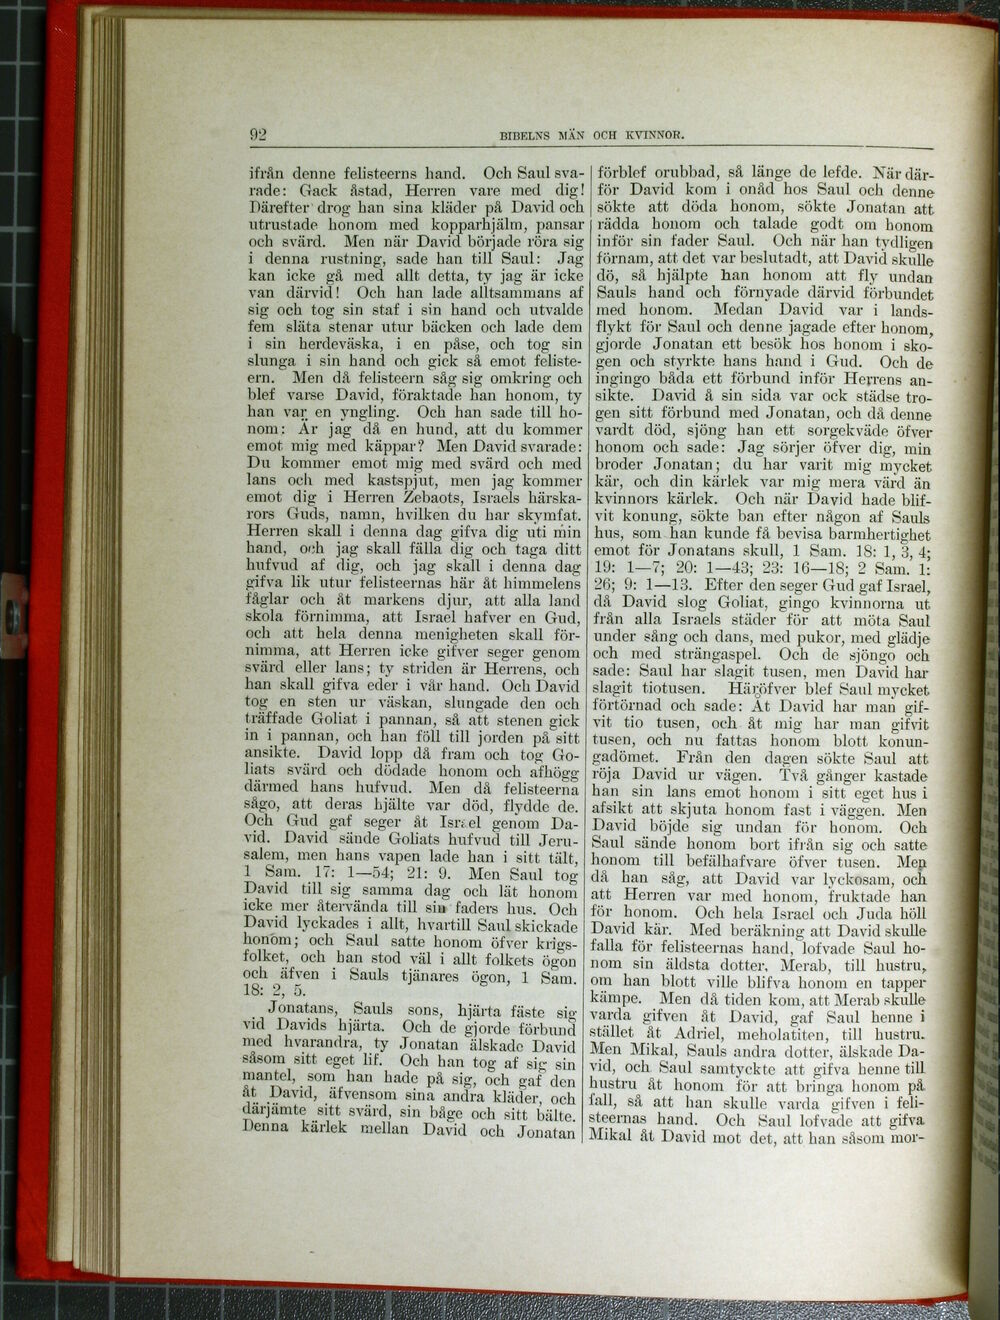 92
BIBELNS MÄN OCH KVINNOR.
ifrån denne felisteerns hand. Och Saul sva-
rade: Gack åstad, Herren vare med dig!
Därefter drog han sina kläder på David och
utrustade honom med kopparhjälm, pansar
och svärd. Men när David började röra sig
i denna rustning, sade han till Saul: Jag
kan icke gå med allt detta, ty jag är icke
van därvid! Och han lade alltsammans af
sig och tog sin staf i sin hand och utvalde
fem släta stenar utur bäcken och lade dem
i sin herdeväska, i en påse, och tog sin
slunga i sin hand och gick så emot feliste-
ern. Men då felisteern såg sig omkring och
blef varse David, föraktade han honom, ty
han var en yngling. Och han sade till ho-
nom: Är jag då en hund, att du kommer
emot mig med käppar? Men David svarade:
Du kommer emot mig med svärd och med
lans och med kastspjut, men jag kommer
emot dig i Herren Zebaots, Israels härska-
rors Guds, namn, hvilken du har skymfat.
Herren skall i denna dag gifva dig uti min
hand, och jag skall fälla dig och taga ditt
hufvud af dig, och jag skall i denna dag
gifva lik utur felisteernas här åt himmelens
fåglar och åt markens djur, att alla land
skola förnimma, att Israel hafver en Gud,
och att hela denna menigheten skall för-
nimma, att Herren icke gifver seger genom
svärd eller lans; ty striden är Herrens, och
han skall gifva eder i vår hand. Och David
tog en sten ur väskan, slungade den och
träffade Goliat i pannan, så att stenen gick
in i pannan, och han föll till jorden på sitt
ansikte. David lopp då fram och tog Go-
liats svärd och dödade honom och afhögg
därmed hans hufvud. Men då felisteerna
sågo, att deras hjälte var död, flydde de.
Och Gud gaf seger åt Israel genom Da-
vid. David sände Goliats hufvud till Jeru-
salem, men hans vapen lade han i sitt tält,
1 Sam. 17: 1—54; 21: 9. Men Saul tog
David till sig samma dag och lät honom
icke mer återvända till sin faders hus. Och
David lyckades i allt, hvartill Saul skickade
honom; och Saul satte honom öfver krigs-
folket, och han stod väl i allt folkets ögon
och äfven i Sauls tjänares ögon, 1 Sam.
18: 2, 5.
Jonatans, Sauls sons, hjärta fäste sig
vid Davids hjärta. Och de gjorde förbund
med hvarandra, ty Jonatan älskade David
såsom sitt eget lif. Och han tog af sig sin
mantel, som han hade på sig, och gaf den
åt David, äfvensom sina andra kläder, och
därjämte sitt svärd, sin båge och sitt bälte.
Denna kärlek mellan David och Jonatan
förblef orubbad, så länge de lefde. När där-
för David kom i onåd hos Saul och denne
sökte att döda honom, sökte Jonatan att
rädda honom och talade godt om honom
inför sin fader Saul. Och när han tydligen
förnam, att det var beslutadt, att David skulle
dö, så hjälpte han honom att fly undan
Sauls hand och förnyade därvid förbundet
med honom. Medan David var i lands-
flykt för Saul och denne jagade efter honom,
gjorde Jonatan ett besök hos honom i sko-
gen och styrkte hans hand i Gud. Och de
ingingo båda ett förbund inför Herrens an-
sikte. David å sin sida var ock städse tro-
gen sitt förbund med Jonatan, och då denne
vardt död, sjöng han ett sorgekväde öfver
honom och sade: Jag sörjer öfver dig, min
broder Jonatan; du har varit mig mycket
kär, och din kärlek var mig mera värd än
kvinnors kärlek. Och när David hade blif-
vit konung, sökte han efter någon af Sauls
hus, som han kunde få bevisa barmhertighet
emot för Jonatans skull, 1 Sam. 18: 1, 3, 4;
19: 1—7; 20: 1—43; 23: 16—18; 2 Sam. 1:
26; 9: 1—13. Efter den seger Gud gaf Israel,
då David slog Goliat, gingo kvinnorna ut
från alla Israels städer för att möta Saul
under sång och dans, med pukor, med glädje
och med strängaspel. Och de sjöngo och
sade: Saul har slagit tusen, men David har
slagit tiotusen. Häröfver blef Saul mycket
förtörnad och sade: Åt David har man gif-
vit tio tusen, och åt mig har man gifvit
tusen, och nu fattas honom blott konun-
gadömet. Från den dagen sökte Saul att
röja David ur vägen. Två gånger kastade
han sin lans emot honom i sitt eget hus i
afsikt att skjuta honom fast i väggen. Men
David böjde sig undan för honom. Och
Saul sände honom bort ifrån sig och satte
honom till befälhafvare öfver tusen. Men
då han såg, att David var lyckosam, och
att Herren var med honom, fruktade han
för honom. Och hela Israel och Juda höll
David kär. Med beräkning att David skulle
falla för felisteernas hand, lofvade Saul ho-
nom sin äldsta dotter, Merab, till hustru,
om han blott ville blifva honom en tapper
kämpe. Men då tiden kom, att Merab skulle
varda gifven åt David, gaf Saul henne i
stället åt Adriel, meholatiten, till hustru.
Men Mikal, Sauls andra dotter, älskade Da-
vid, och Saul samtyckte att gifva henne till
hustru åt honom för att bringa honom på
fall, så att han skulle varda gifven i feli-
steernas hand. Och Saul lofvade att gifva
Mikal åt David mot det, att han såsom mor-